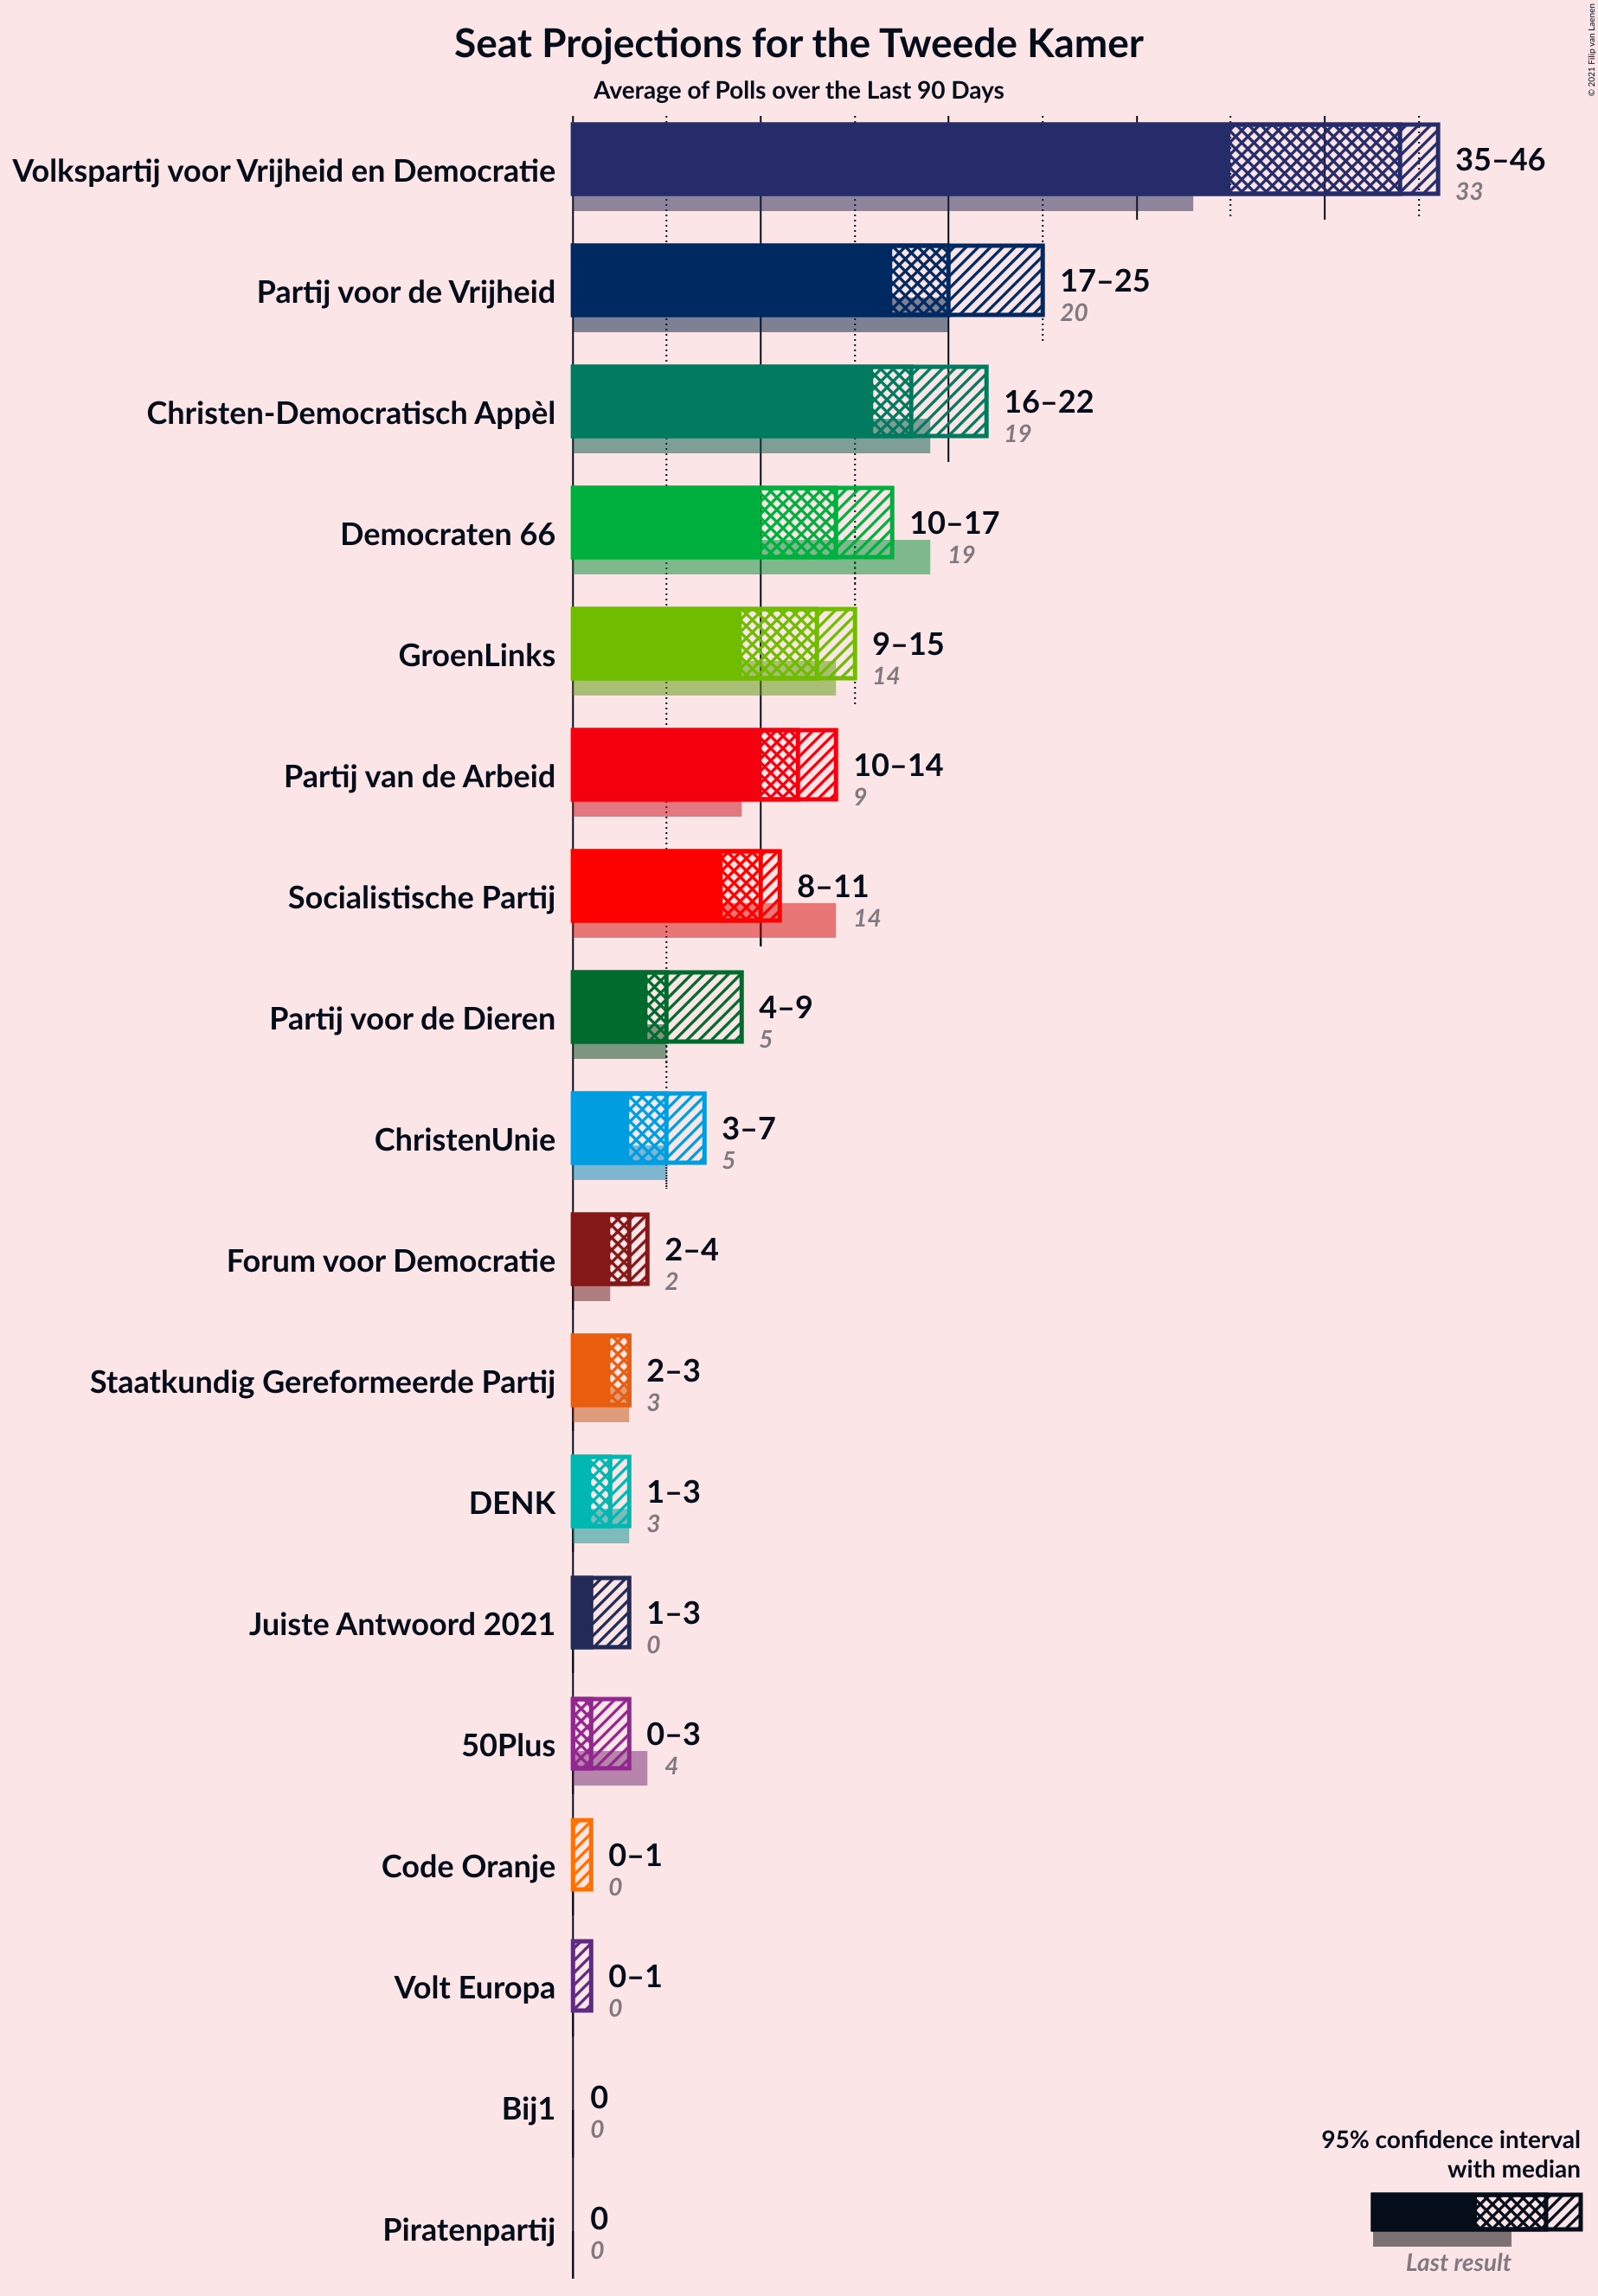 Seat Projections for the Tweede Kamer
Average of Polls over the Last 90 Days
© 2021 Filip van Laenen
Volkspartij voor Vrijheid en Democratie
35–46
33
Partij voor de Vrijheid
17–25
20
Christen-Democratisch Appèl
16–22
19
Democraten 66
10–17
19
GroenLinks
9–15
14
Partij van de Arbeid
10–14
9
Socialistische Partij
8–11
14
Partij voor de Dieren
4–9
5
ChristenUnie
3–7
5
Forum voor Democratie
2–4
2
Staatkundig Gereformeerde Partij
2–3
3
DENK
1–3
3
Juiste Antwoord 2021
1–3
0
50Plus
0–3
4
Code Oranje
0–1
0
Volt Europa
0–1
0
Bij1
0
0
Piratenpartij
0
0
95% confidence interval
with median
Last result